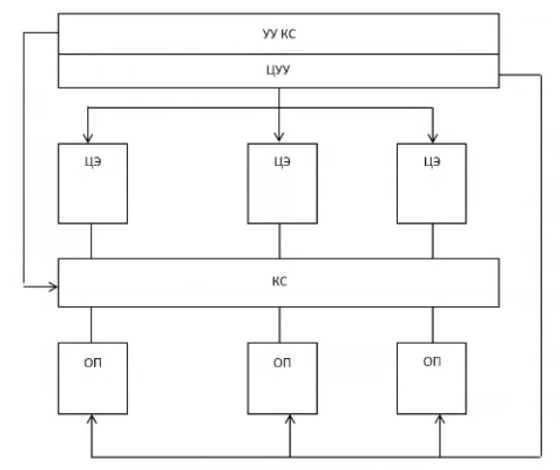 УУ КС
ЦУУ
ЦЭ ЦЭ ЦЭ
КС
ОП ОП ОП